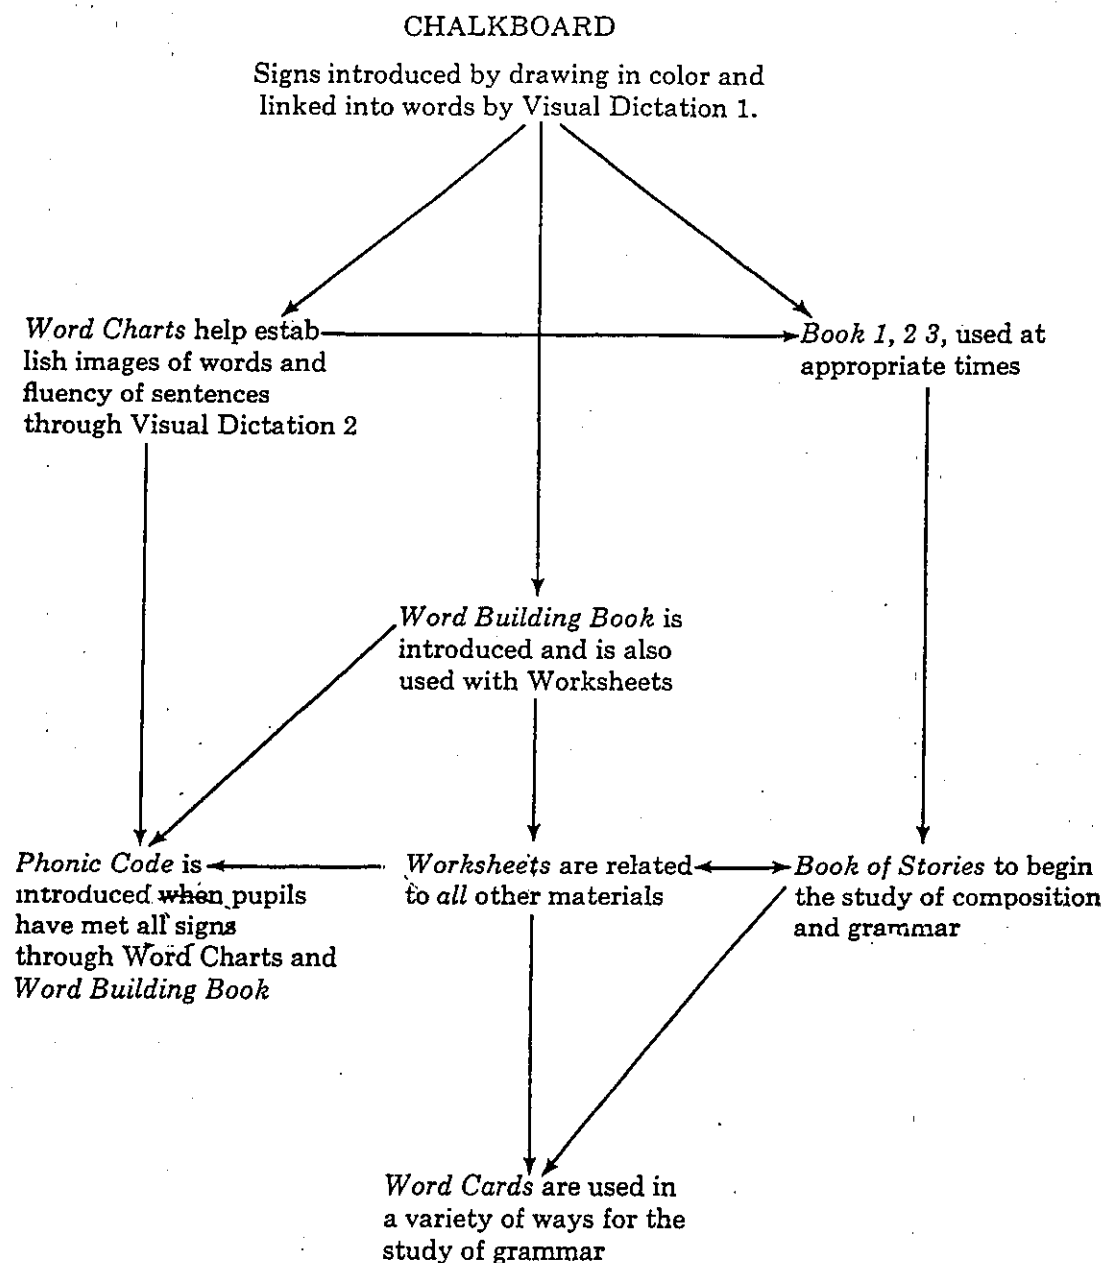 CHALKBOARD
Signs introduced by drawing in color and
linked into words by Visual Dictation 1.
Word Charts help estab
lish images of words and
fluency of sentences
through Visual Dictation 2
Book 1, 2 3, used at
appropriate times
Word Building Book is
introduced and is also
used with Worksheets
Phonic Code is
introduced when pupils
have met all signs
through Word Charts and
Word Building Book
Worksheets are related
to all other materials
Book of Stories to begin
the study of composition
and grammar
Word Cards are used in
a variety of ways for the
study of grammar